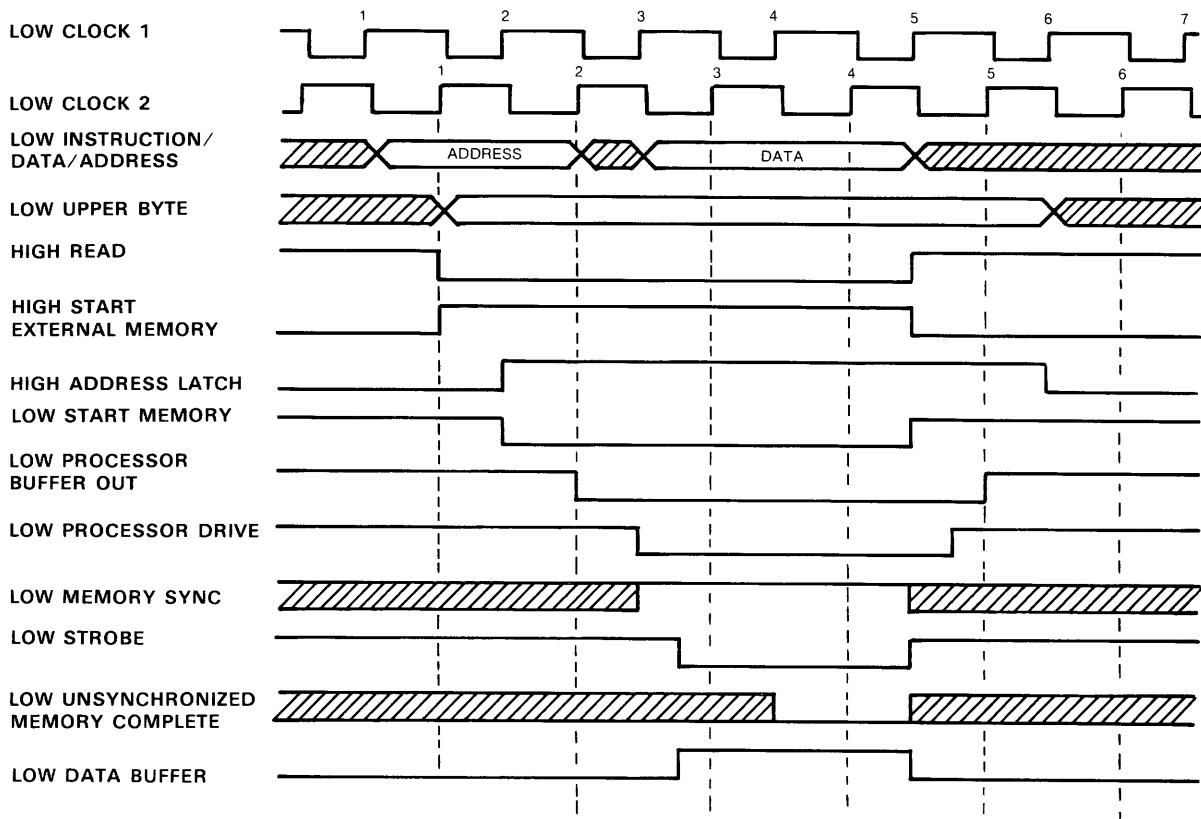 1 2 3 4 5 6 7
LOW CLOCK 1
1 2 3 4 5 6
LOW CLOCK 2
LOW INSTRUCTION/
DATA/ADDRESS
ADDRESS DATA
LOW UPPER BYTE
HIGH READ
HIGH START
EXTERNAL MEMORY
HIGH ADDRESS LATCH
LOW START MEMORY
LOW PROCESSOR
BUFFER OUT
LOW PROCESSOR DRIVE
LOW MEMORY SYNC
LOW STROBE
LOW UNSYNCHRONIZED
MEMORY COMPLETE
LOW DATA BUFFER